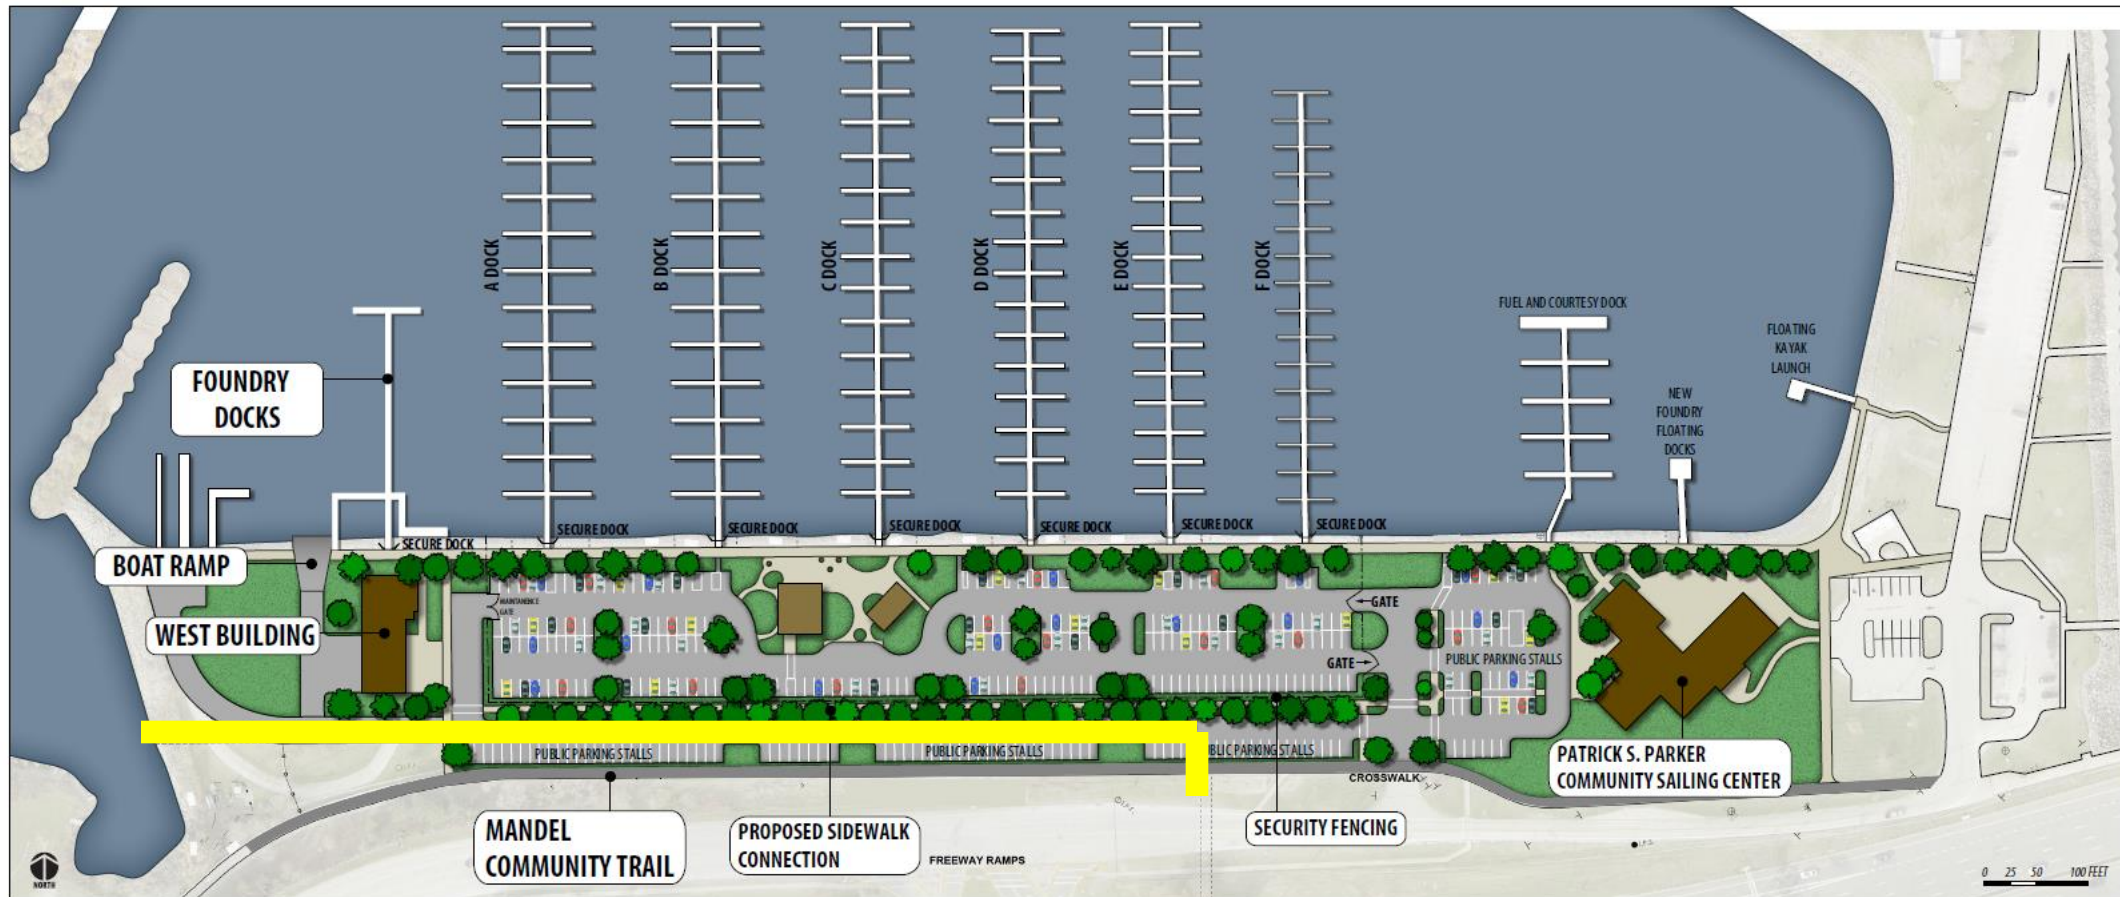 A DOCK
B DOCK
C DOCK
D DOCK
E DOCK
F DOCK
FUEL AND COURTESY DOCK
FLOATING
KAYAK
LAUNCH
NEW
FOUNDRY
FLOATING
DOCKS
FOUNDRY
DOCKS
SECURE DOCK
SECURE DOCK
SECURE DOCK
SECURE DOCK
SECURE DOCK
SECURE DOCK
SECURE DOCK
BOAT RAMP
WEST BUILDING
MAINTANENCE
GATE
GATE
GATE
PUBLIC PARKING STALLS
PUBLIC PARKING STALLS
PUBLIC PARKING STALLS
PUBLIC PARKING STALLS
CROSSWALK
PATRICK S. PARKER
COMMUNITY SAILING CENTER
MANDEL
COMMUNITY TRAIL
PROPOSED SIDEWALK
CONNECTION
SECURITY FENCING
FREEWAY RAMPS
NORTH
0 25 50 100 FEET